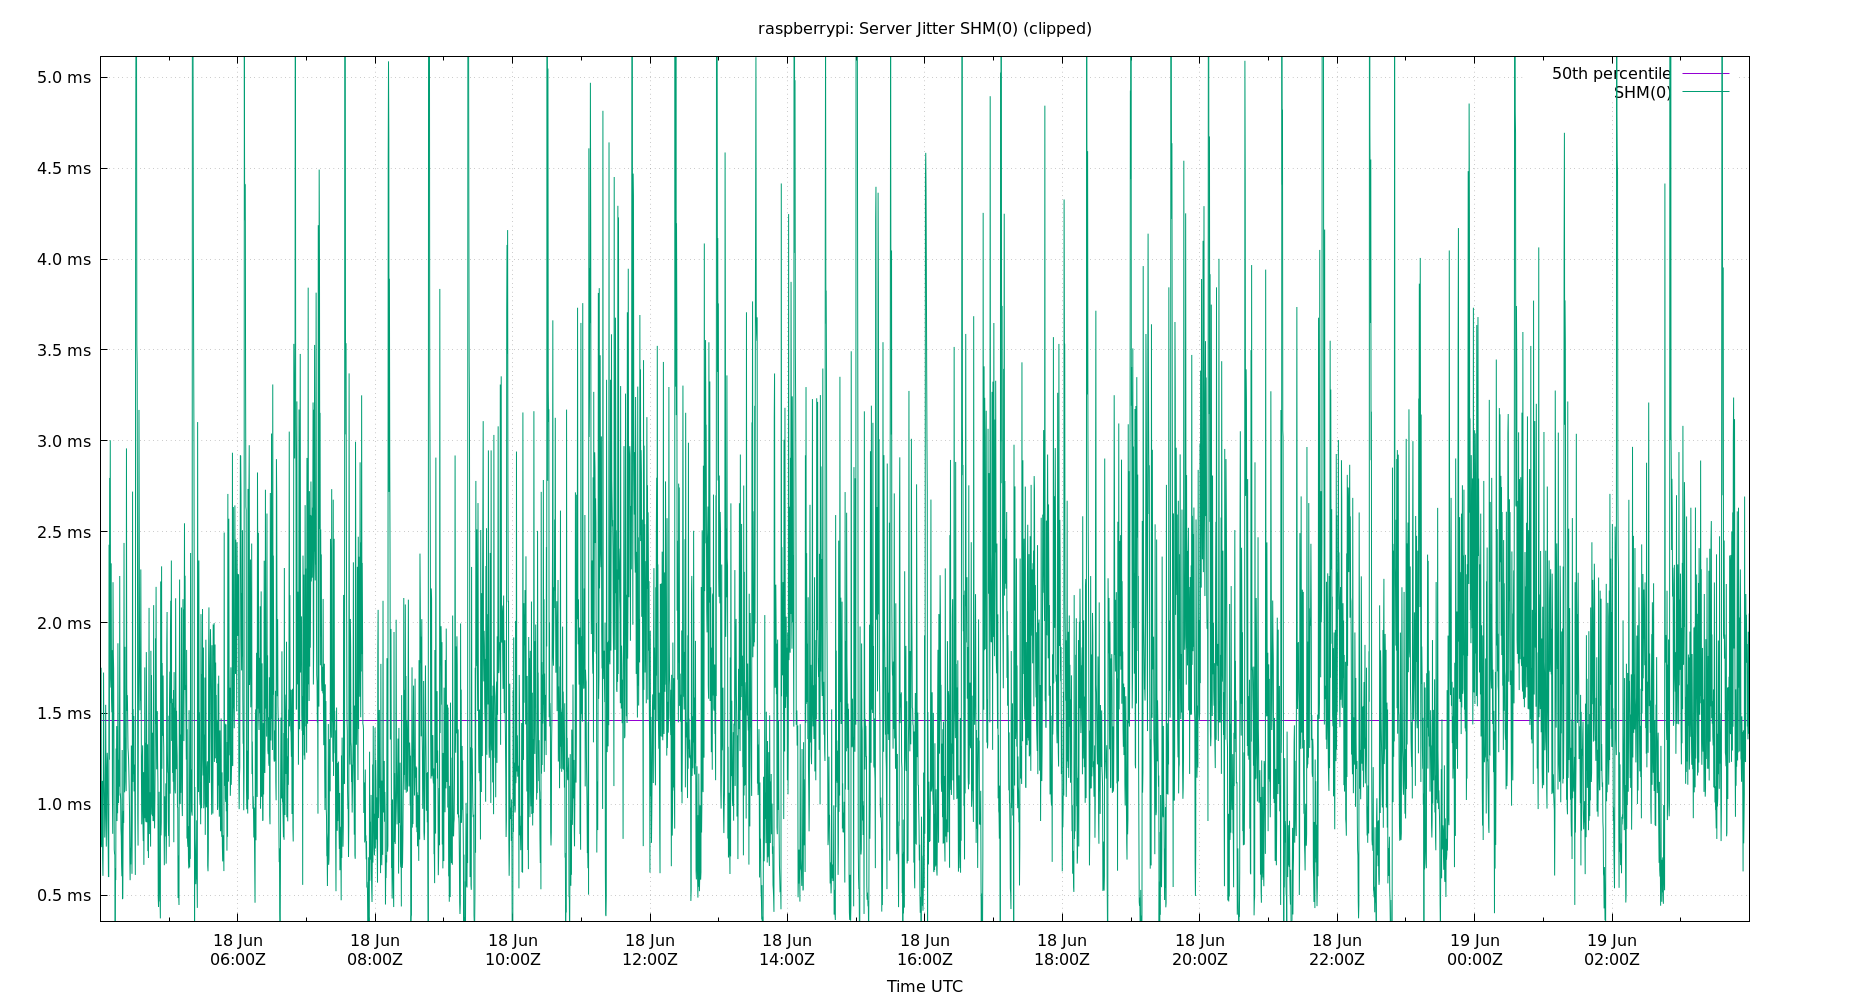 raspberrypi: Server Jitter SHM(0) (clipped)
50th percentile
SHM(0)
5.0 ms
4.5 ms
4.0 ms
3.5 ms
3.0 ms
2.5 ms
2.0 ms
1.5 ms
1.0 ms
0.5 ms
18 Jun 18 Jun 18 Jun 18 Jun 18 Jun 18 Jun 18 Jun 18 Jun 18 Jun 19 Jun 19 Jun
06:00Z 08:00Z 10:00Z 12:00Z 14:00Z 16:00Z 18:00Z 20:00Z 22:00Z 00:00Z 02:00Z
Time UTC